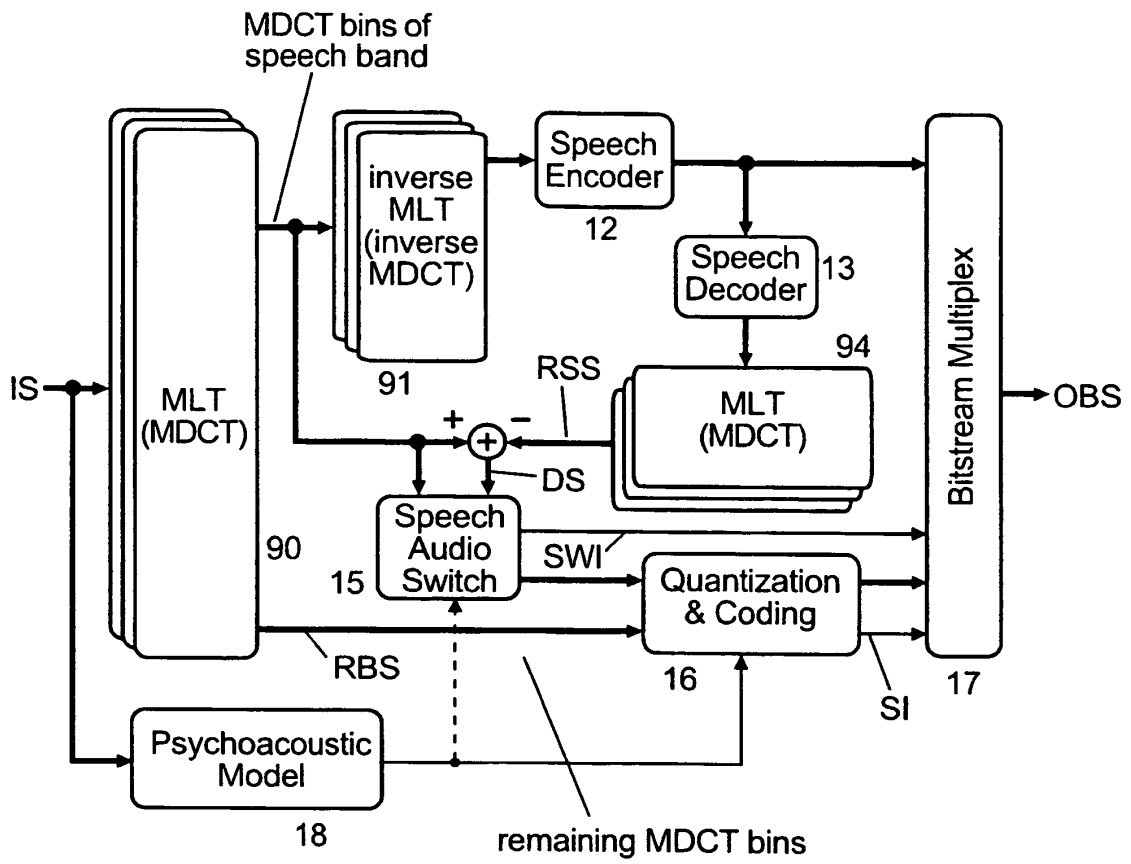 MDCT bins of
speech band
inverse
MLT
(inverse
MDCT)
91
Speech
Encoder
12
Speech
Decoder
13
94
MLT
(MDCT)
RSS
IS
MLT
(MDCT)
90
+
−
+
DS
Speech
Audio
Switch
15
SWI
Quantization
& Coding
16
RBS
SI
Bitstream Multiplex
17
OBS
Psychoacoustic
Model
18
remaining MDCT bins